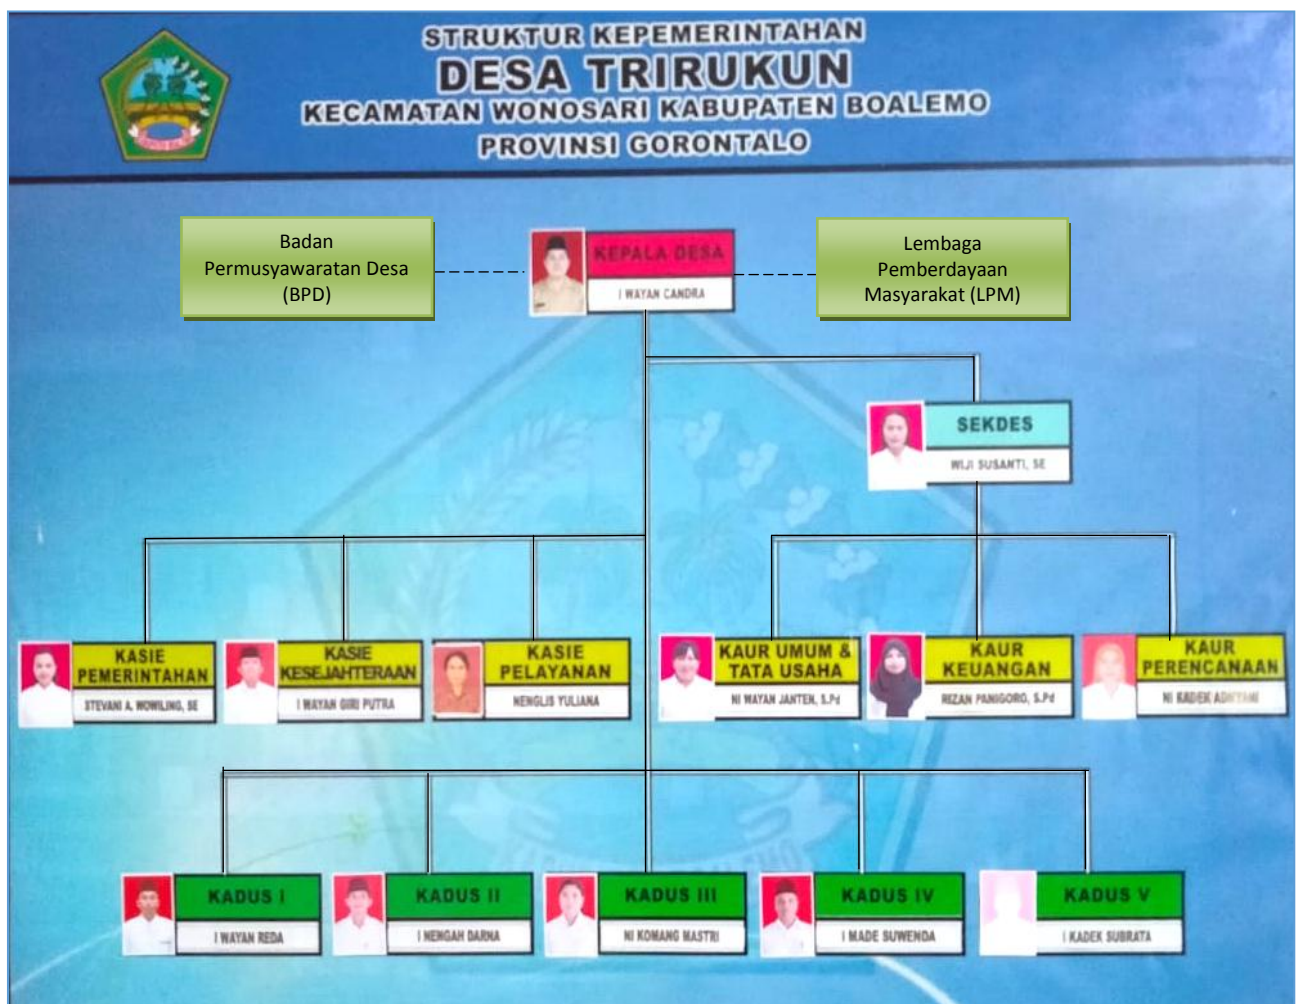 STRUKTUR KEPEMERINTAHAN
DESA TRIRUKUN
KECAMATAN WONOSARI KABUPATEN BOALEMO
PROVINSI GORONTALO
Badan
Permusyawaratan Desa
(BPD)
KEPALA DESA
I WAYAN CANDRA
Lembaga
Pemberdayaan
Masyarakat (LPM)
SEKDES
WIJI SUSANTI, SE
KASIE
PEMERINTAHAN
STEVANI A. WOWILING, SE
KASIE
KESEJAHTERAAN
I WAYAN GIRI PUTRA
KASIE
PELAYANAN
NENGLIS YULIANA
KAUR UMUM &
TATA USAHA
NI WAYAN JANTEN, S.Pd
KAUR
KEUANGAN
RIZAN PANIGORO, S.Pd
KAUR
PERENCANAAN
NI KADEK
KADUS I
I WAYAN REDA
KADUS II
I NENGAH DARNA
KADUS III
NI KOMANG MASTRI
KADUS IV
I MADE SUWENDA
KADUS V
I KADEK SUBRATA